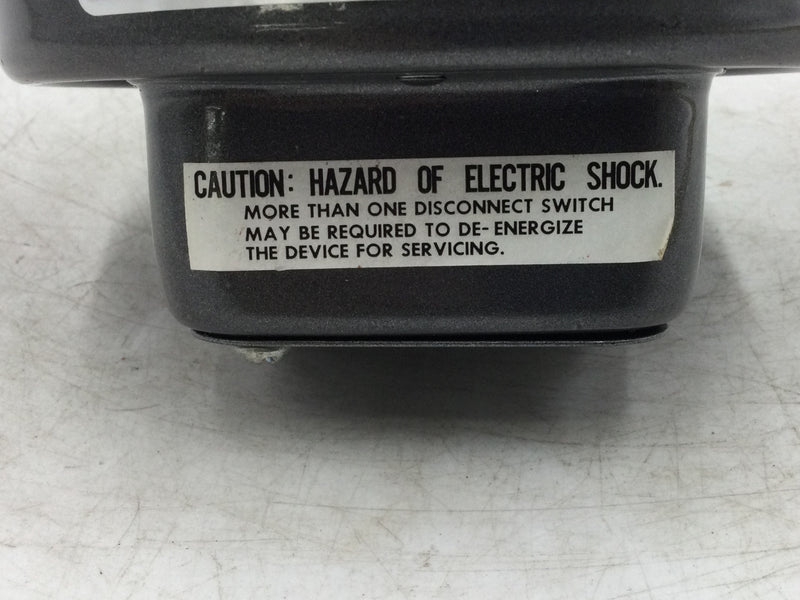 CAUTION: HAZARD OF ELECTRIC SHOCK.
MORE THAN ONE DISCONNECT SWITCH
MAY BE REQUIRED TO DE-ENERGIZE
THE DEVICE FOR SERVICING.